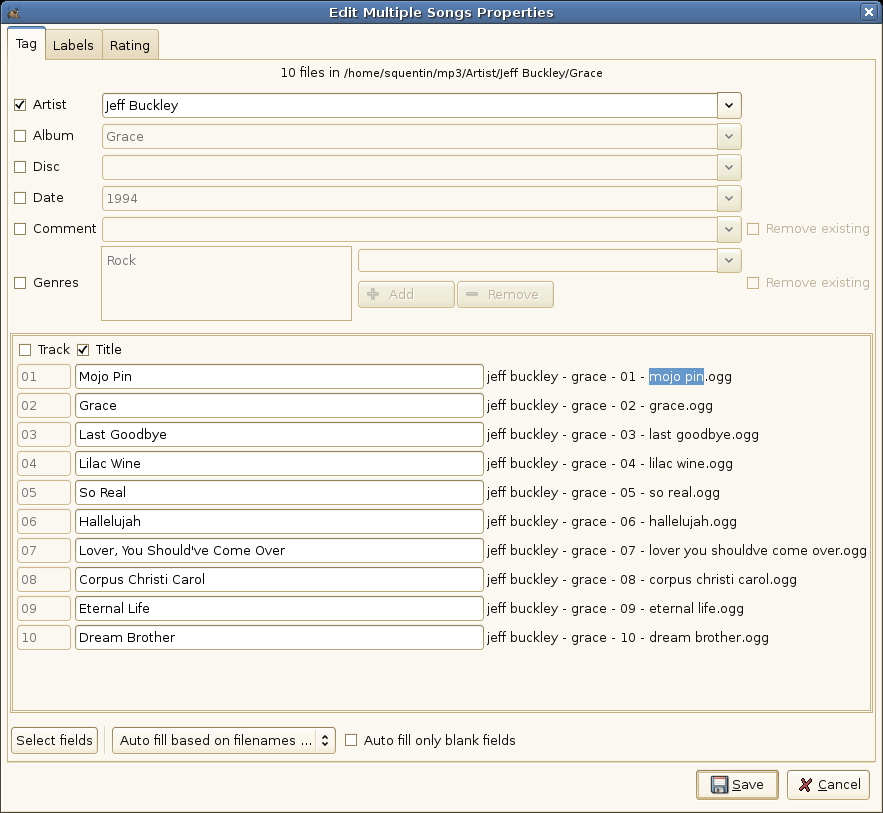 Edit Multiple Songs Properties
Tag Labels Rating
10 files in /home/squentin/mp3/Artist/Jeff Buckley/Grace
Artist Jeff Buckley
Album Grace
Disc
Date 1994
Comment Remove existing
Genres Rock Add Remove Remove existing
Track Title
01 Mojo Pin jeff buckley - grace - 01 - mojo pin.ogg
02 Grace jeff buckley - grace - 02 - grace.ogg
03 Last Goodbye jeff buckley - grace - 03 - last goodbye.ogg
04 Lilac Wine jeff buckley - grace - 04 - lilac wine.ogg
05 So Real jeff buckley - grace - 05 - so real.ogg
06 Hallelujah jeff buckley - grace - 06 - hallelujah.ogg
07 Lover, You Should've Come Over jeff buckley - grace - 07 - lover you shouldve come over.ogg
08 Corpus Christi Carol jeff buckley - grace - 08 - corpus christi carol.ogg
09 Eternal Life jeff buckley - grace - 09 - eternal life.ogg
10 Dream Brother jeff buckley - grace - 10 - dream brother.ogg
Select fields Auto fill based on filenames ... Auto fill only blank fields
Save Cancel